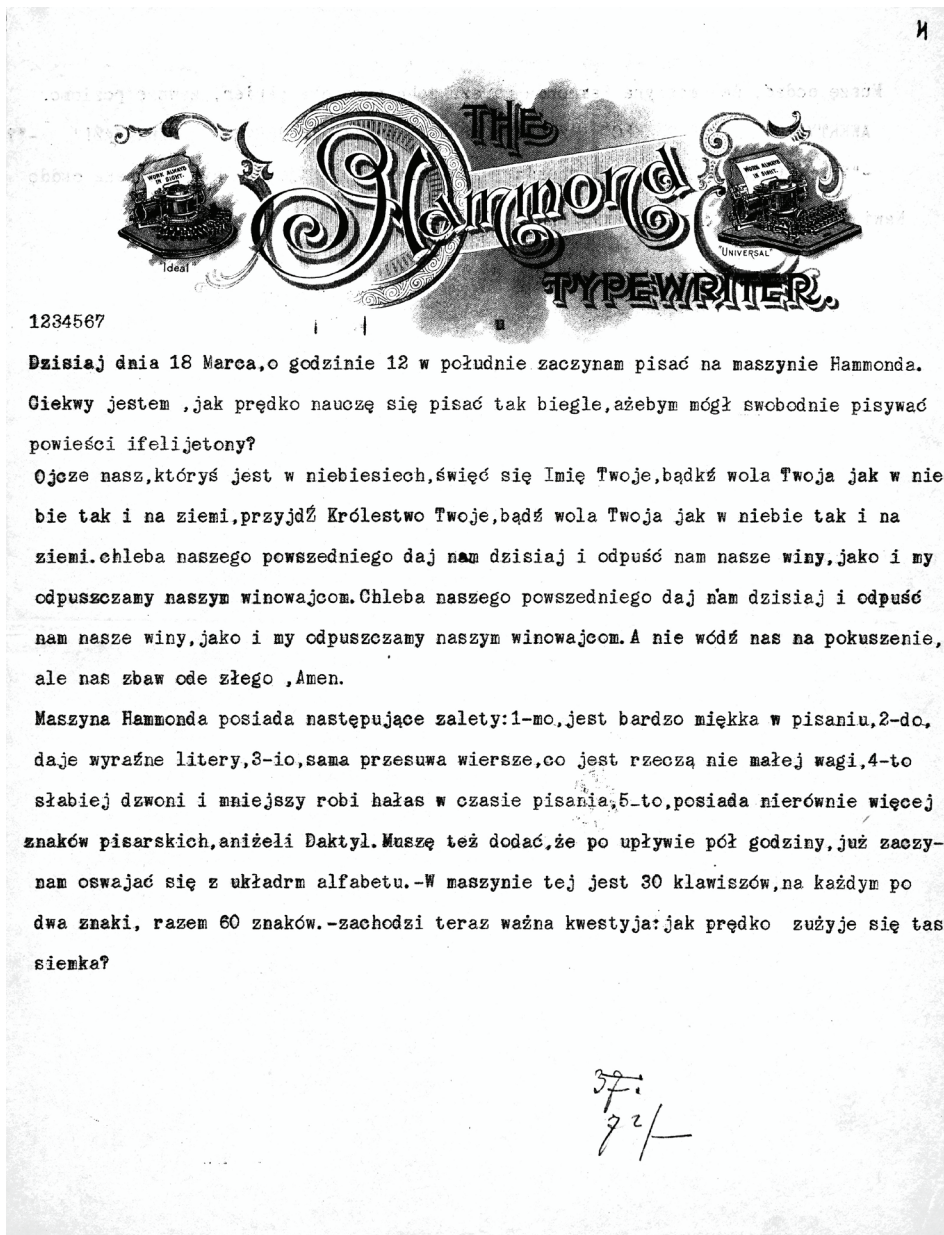 И
THE
Hammond
TYPEWRITER.
WORK ALWAYS
IN SIGHT.
"Ideal"
WORK ALWAYS
IN SIGHT.
"UNIVERSAL"
1234567
Dzisiaj dnia 18 Marca,o godzinie 12 w południe zaczynam pisać na maszynie Hammonda.
Ciekwy jestem ,jak prędko nauczę się pisać tak biegle,ażebym mógł swobodnie pisywać
powieści ifelijetony?
Ojcze nasz,któryś jest w niebiesiech,święć się Imię Twoje,bądkź wola Twoja jak w nie
bie tak i na ziemi,przyjdŹ Królestwo Twoje,bądź wola Twoja jak w niebie tak i na
ziemi.chleba naszego powszedniego daj nam dzisiaj i odpuść nam nasze winy,jako i my
odpuszczamy naszym winowajcom.Chleba naszego powszedniego daj nam dzisiaj i odpuść
nam nasze winy,jako i my odpuszczamy naszym winowajcom.A nie wódź nas na pokuszenie,
ale nas zbaw ode złego ,Amen.
Maszyna Hammonda posiada następujące zalety:1-mo,jest bardzo miękka w pisaniu,2-do,
daje wyraźne litery,3-io,sama przesuwa wiersze,co jest rzeczą nie małej wagi,4-to
słabiej dzwoni i mniejszy robi hałas w czasie pisania,5-to,posiada nierównie więcej
znaków pisarskich,aniżeli Daktyl.Muszę też dodać,że po upływie pół godziny,już zaczy-
nam oswajać się z układrm alfabetu.-W maszynie tej jest 30 klawiszów,na każdym po
dwa znaki, razem 60 znaków.-zachodzi teraz ważna kwestyja:jak prędko zużyje się tas
siemka?